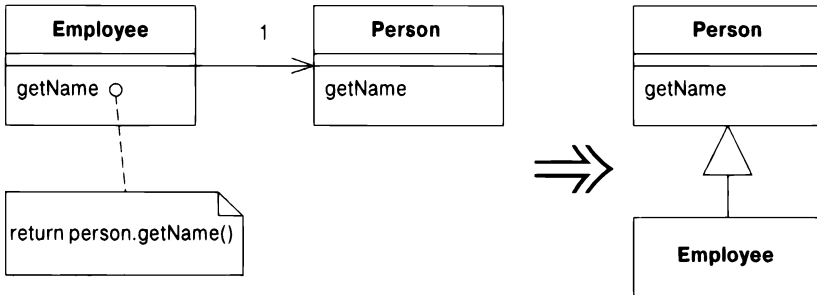 Employee
1
Person
getName
getName
return person.getName()
Person
getName
Employee